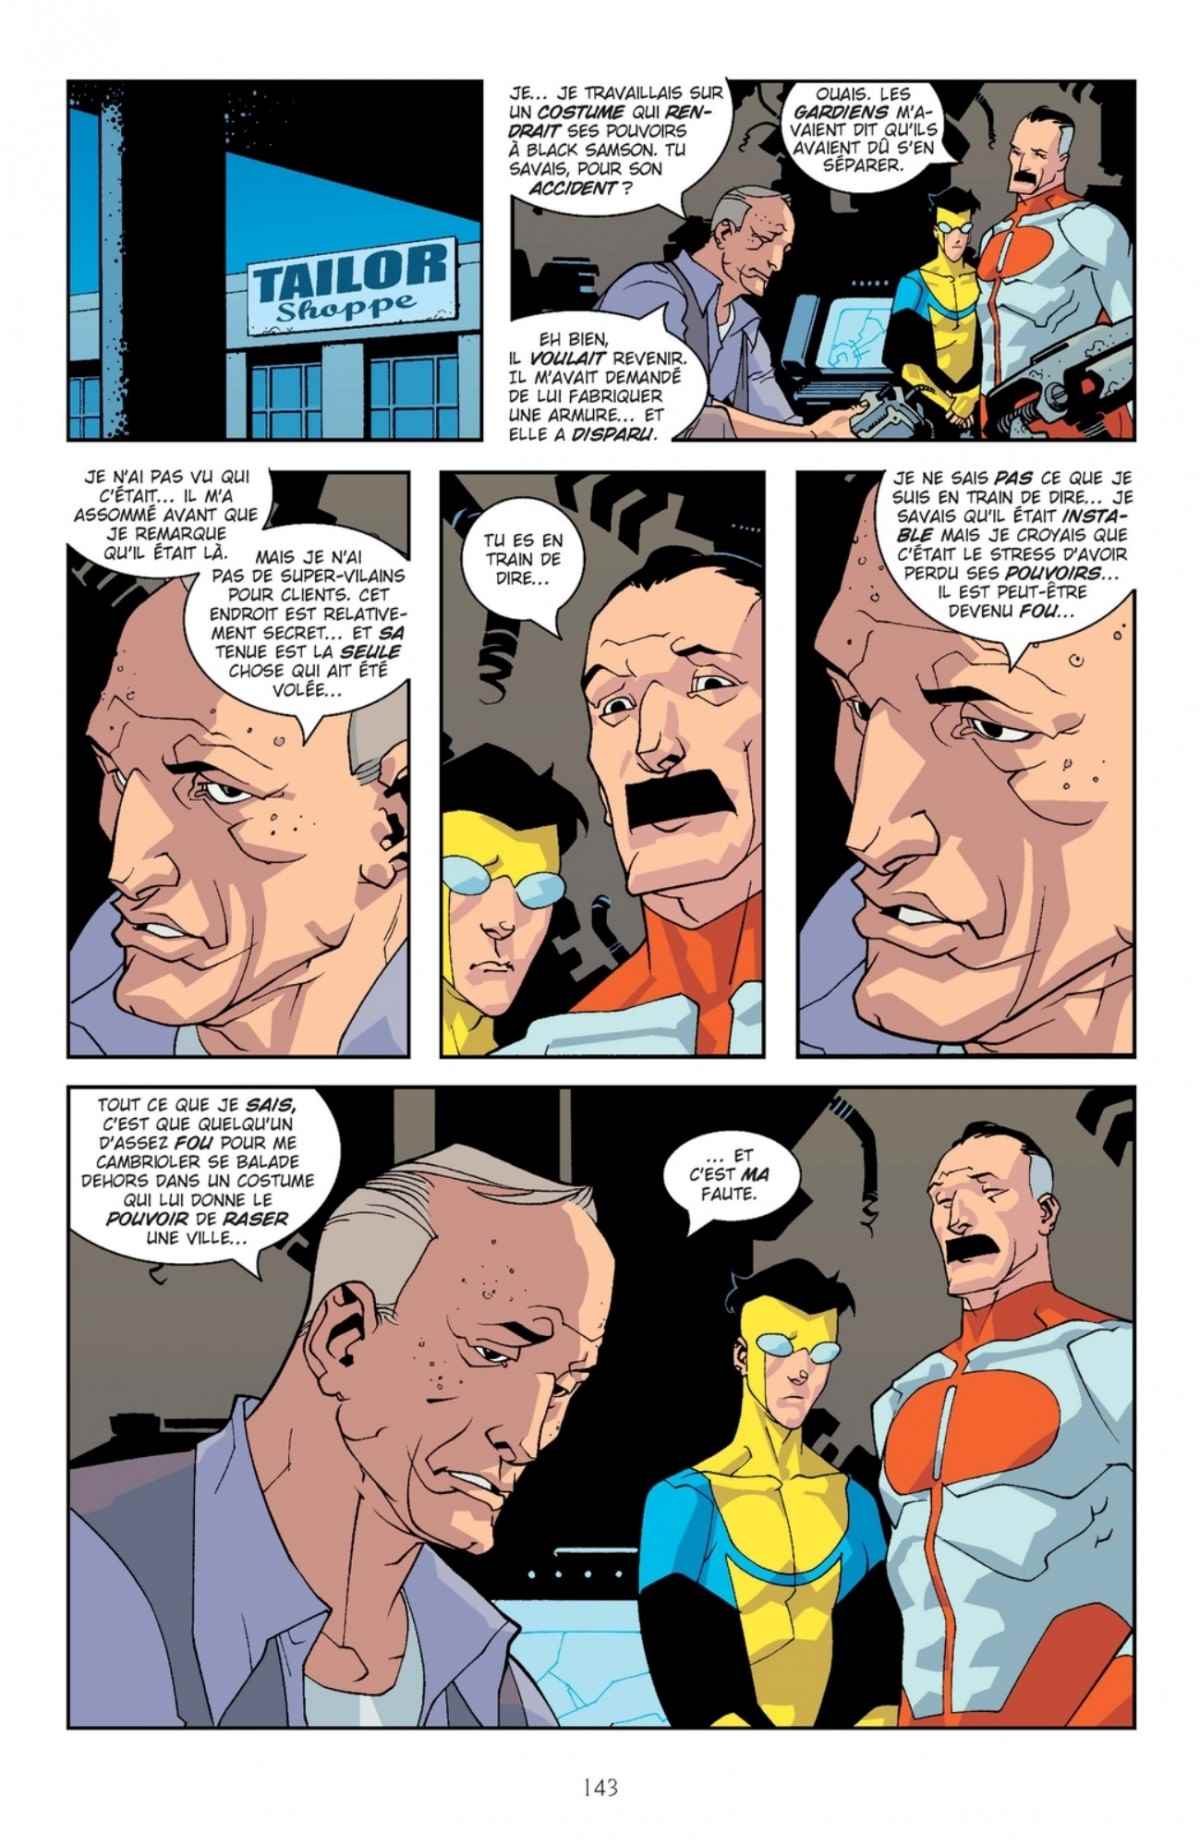 TAILOR
Shoppe
JE... JE TRAVAILLAIS SUR
UN COSTUME QUI REN-
DRAIT SES POUVOIRS
À BLACK SAMSON. TU
SAVAIS, POUR SON
ACCIDENT ?
OUAIS. LES
GARDIENS M'A-
VAIENT DIT QU'ILS
AVAIENT DÛ S'EN
SÉPARER.
EH BIEN,
IL VOULAIT REVENIR.
IL M'AVAIT DEMANDÉ
DE LUI FABRIQUER
UNE ARMURE... ET
ELLE A DISPARU.
JE N'AI PAS VU QUI
C'ÉTAIT... IL M'A
ASSOMMÉ AVANT QUE
JE REMARQUE
QU'IL ÉTAIT LÀ.
MAIS JE N'AI
PAS DE SUPER-VILAINS
POUR CLIENTS. CET
ENDROIT EST RELATIVE-
MENT SECRET... ET SA
TENUE EST LA SEULE
CHOSE QUI AIT ÉTÉ
VOLÉE...
TU ES EN
TRAIN DE
DIRE...
JE NE SAIS PAS CE QUE JE
SUIS EN TRAIN DE DIRE... JE
SAVAIS QU'IL ÉTAIT INSTA-
BLE MAIS JE CROYAIS QUE
C'ÉTAIT LE STRESS D'AVOIR
PERDU SES POUVOIRS...
IL EST PEUT-ÊTRE
DEVENU FOU...
TOUT CE QUE JE SAIS,
C'EST QUE QUELQU'UN
D'ASSEZ FOU POUR ME
CAMBRIOLER SE BALADE
DEHORS DANS UN COSTUME
QUI LUI DONNE LE
POUVOIR DE RASER
UNE VILLE...
... ET
C'EST MA
FAUTE.
143